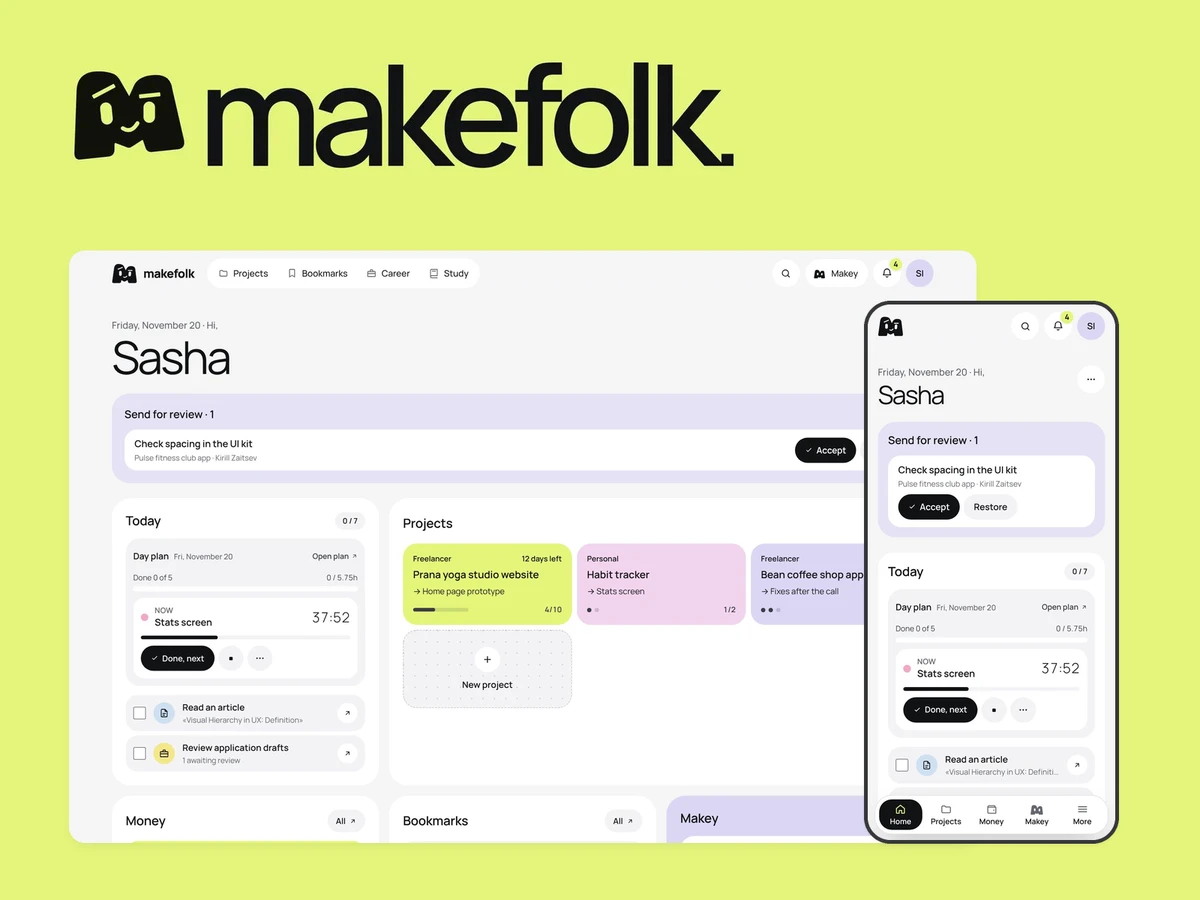 makefolk.
makefolk
Projects
Bookmarks
Career
Study
Makey
4
SI
Friday, November 20 · Hi,
Sasha
Send for review · 1
Check spacing in the UI kit
Pulse fitness club app · Kirill Zaitsev
Accept
Today
0 / 7
Day plan Fri, November 20
Open plan ↗
Done 0 of 5
0 / 5.75h
NOW
Stats screen
37:52
Done, next
Read an article
«Visual Hierarchy in UX: Definition»
Review application drafts
1 awaiting review
Projects
Freelancer
12 days left
Prana yoga studio website
→ Home page prototype
4/10
Personal
Habit tracker
→ Stats screen
1/2
Freelancer
Bean coffee shop app
→ Fixes after the call
New project
Money
All ↗
Bookmarks
All ↗
Makey
4
SI
Friday, November 20 · Hi,
Sasha
Send for review · 1
Check spacing in the UI kit
Pulse fitness club app · Kirill Zaitsev
Accept
Restore
Today
0 / 7
Day plan Fri, November 20
Open plan ↗
Done 0 of 5
0 / 5.75h
NOW
Stats screen
37:52
Done, next
Read an article
«Visual Hierarchy in UX: Definiti...
Home
Projects
Money
Makey
More